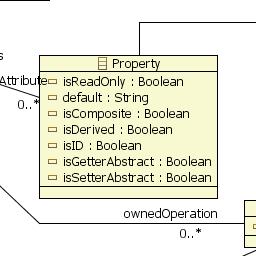 Property
Attribute
isReadOnly : Boolean
default : String
0..*
isComposite : Boolean
isDerived : Boolean
isID : Boolean
isGetterAbstract : Boolean
isSetterAbstract : Boolean
ownedOperation
0..*